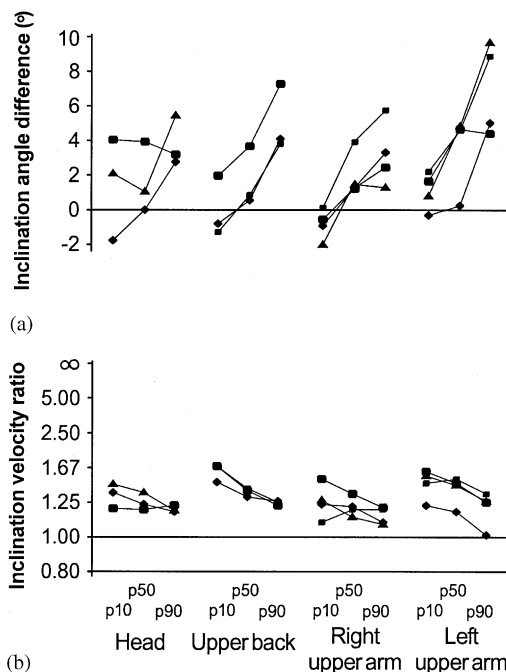 Inclination angle difference (º)
10
8
6
4
2
0
-2
(a)
Inclination velocity ratio
∞
5.00
2.50
1.67
1.25
1.00
0.80
p50 p50 p50 p50
p10 p90 p10 p90 p10 p90 p10 p90
Head Upper back Right Left
upper arm upper arm
(b)